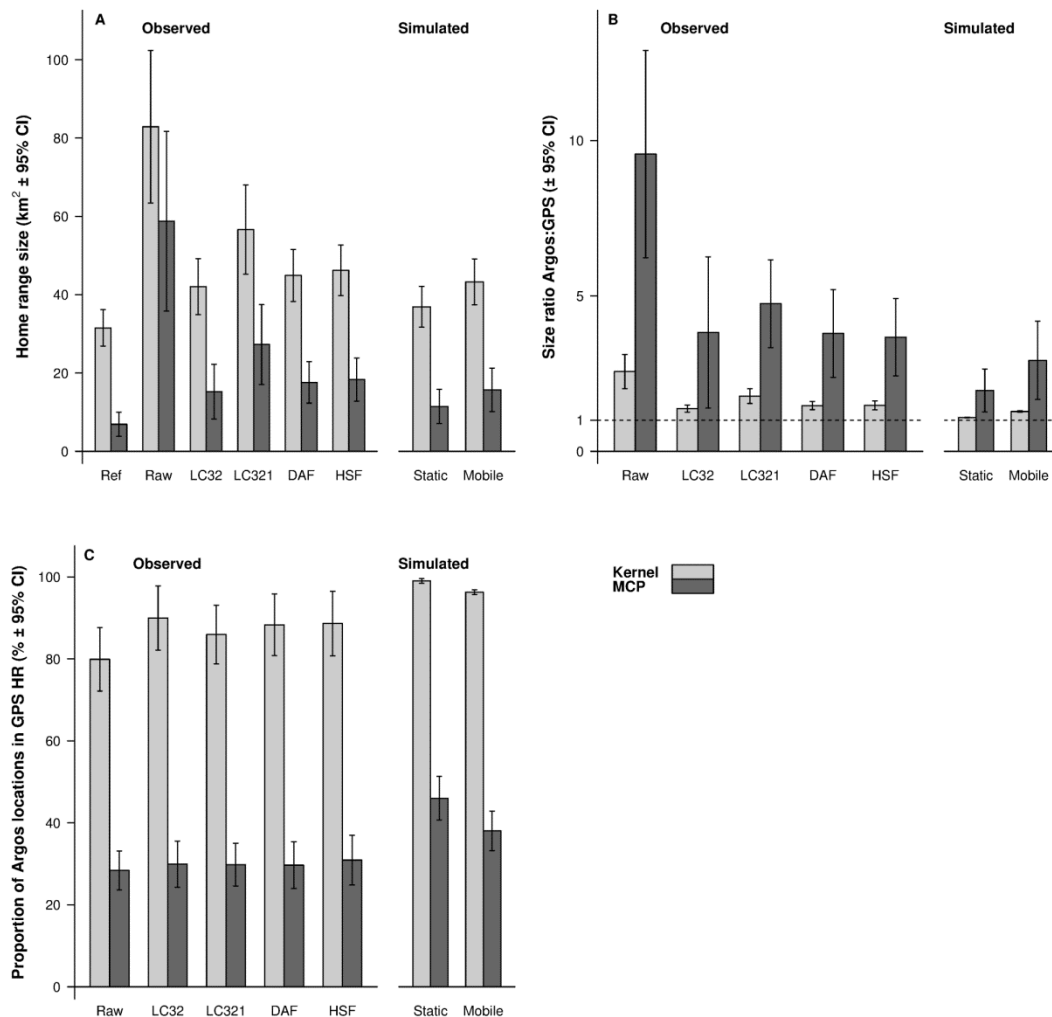 A
Observed
Simulated
Home range size (km² ± 95% CI)
100
80
60
40
20
0
Ref Raw LC32 LC321 DAF HSF Static Mobile
B
Observed
Simulated
Size ratio Argos:GPS (± 95% CI)
10
5
1
0
Raw LC32 LC321 DAF HSF Static Mobile
C
Observed
Simulated
Proportion of Argos locations in GPS HR (% ± 95% CI)
100
80
60
40
20
0
Raw LC32 LC321 DAF HSF Static Mobile
Kernel
MCP